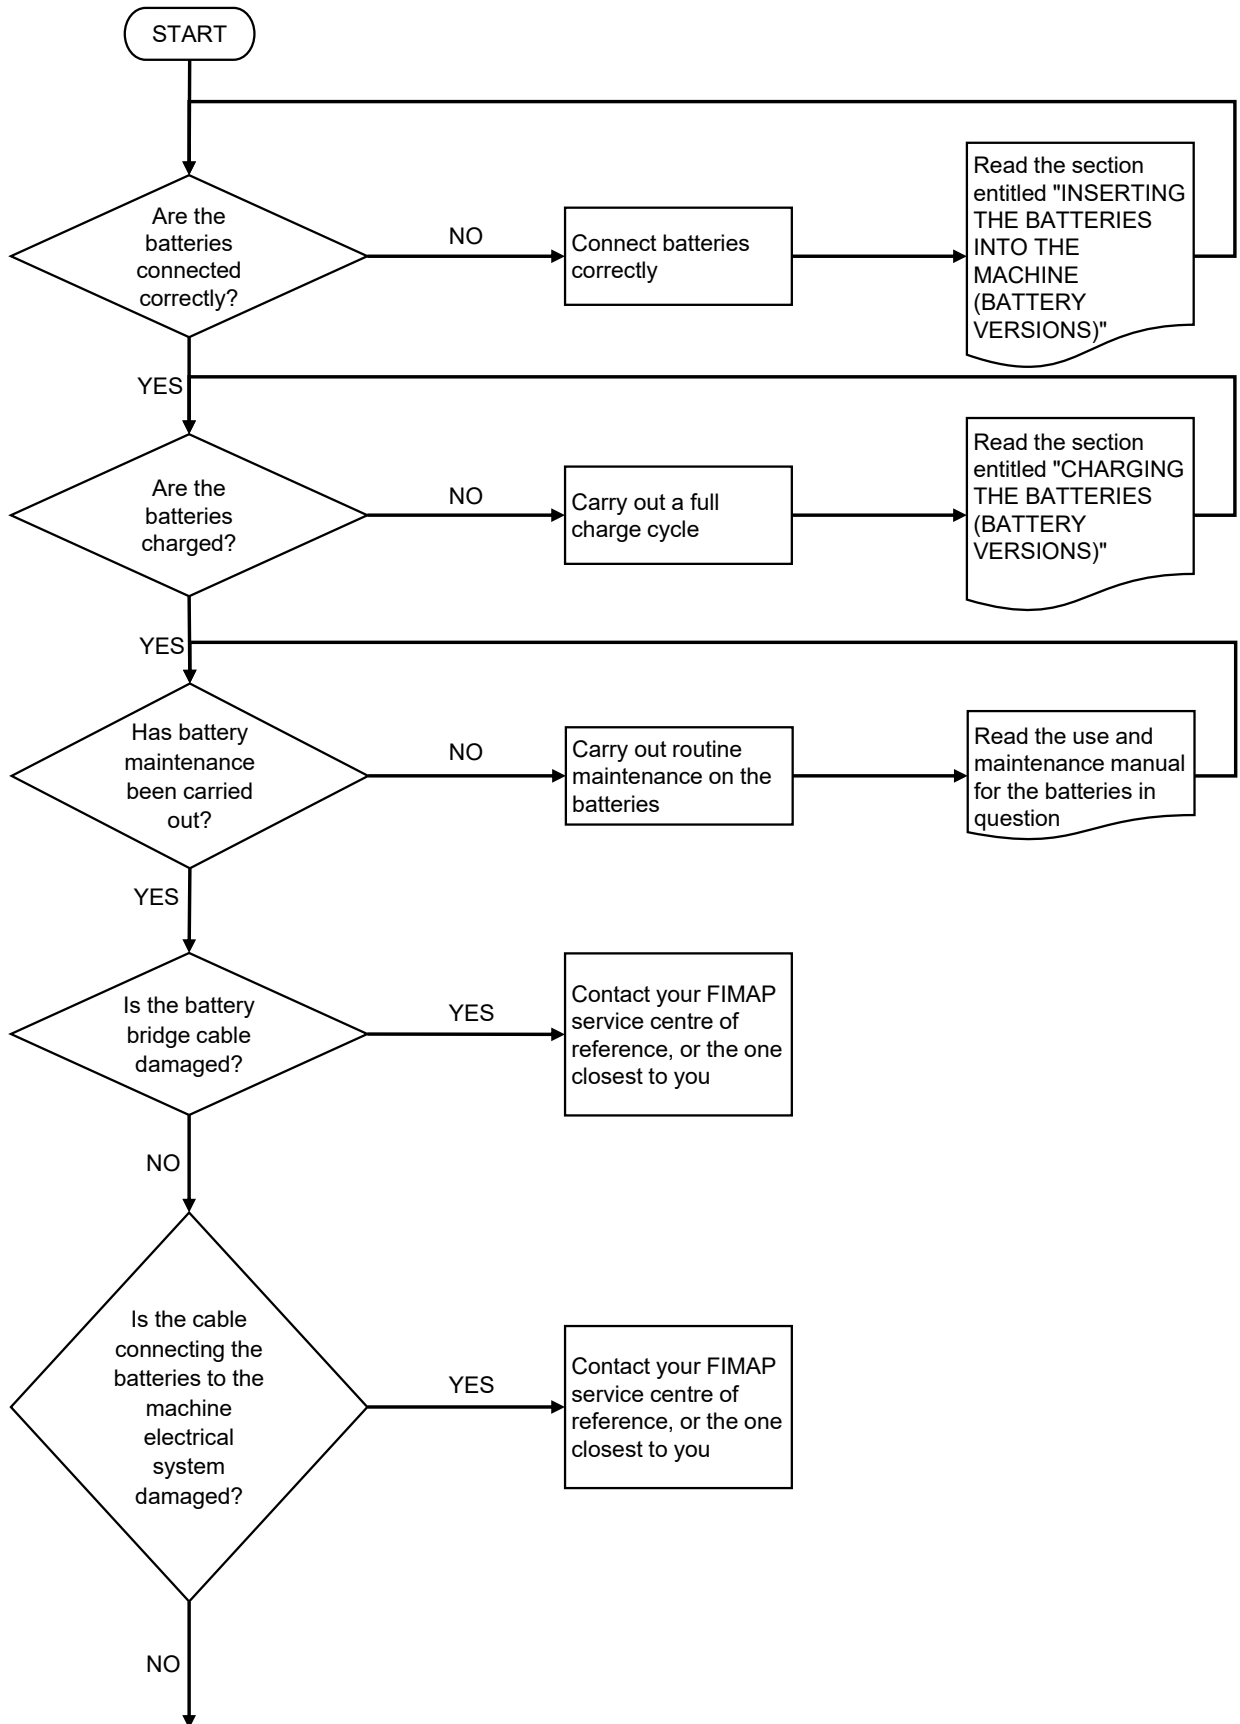 START
Are the
batteries
connected
correctly?
NO
Connect batteries
correctly
Read the section
entitled "INSERTING
THE BATTERIES
INTO THE
MACHINE
(BATTERY
VERSIONS)"
YES
Are the
batteries
charged?
NO
Carry out a full
charge cycle
Read the section
entitled "CHARGING
THE BATTERIES
(BATTERY
VERSIONS)"
YES
Has battery
maintenance
been carried
out?
NO
Carry out routine
maintenance on the
batteries
Read the use and
maintenance manual
for the batteries in
question
YES
Is the battery
bridge cable
damaged?
YES
Contact your FIMAP
service centre of
reference, or the one
closest to you
NO
Is the cable
connecting the
batteries to the
machine
electrical
system
damaged?
YES
Contact your FIMAP
service centre of
reference, or the one
closest to you
NO